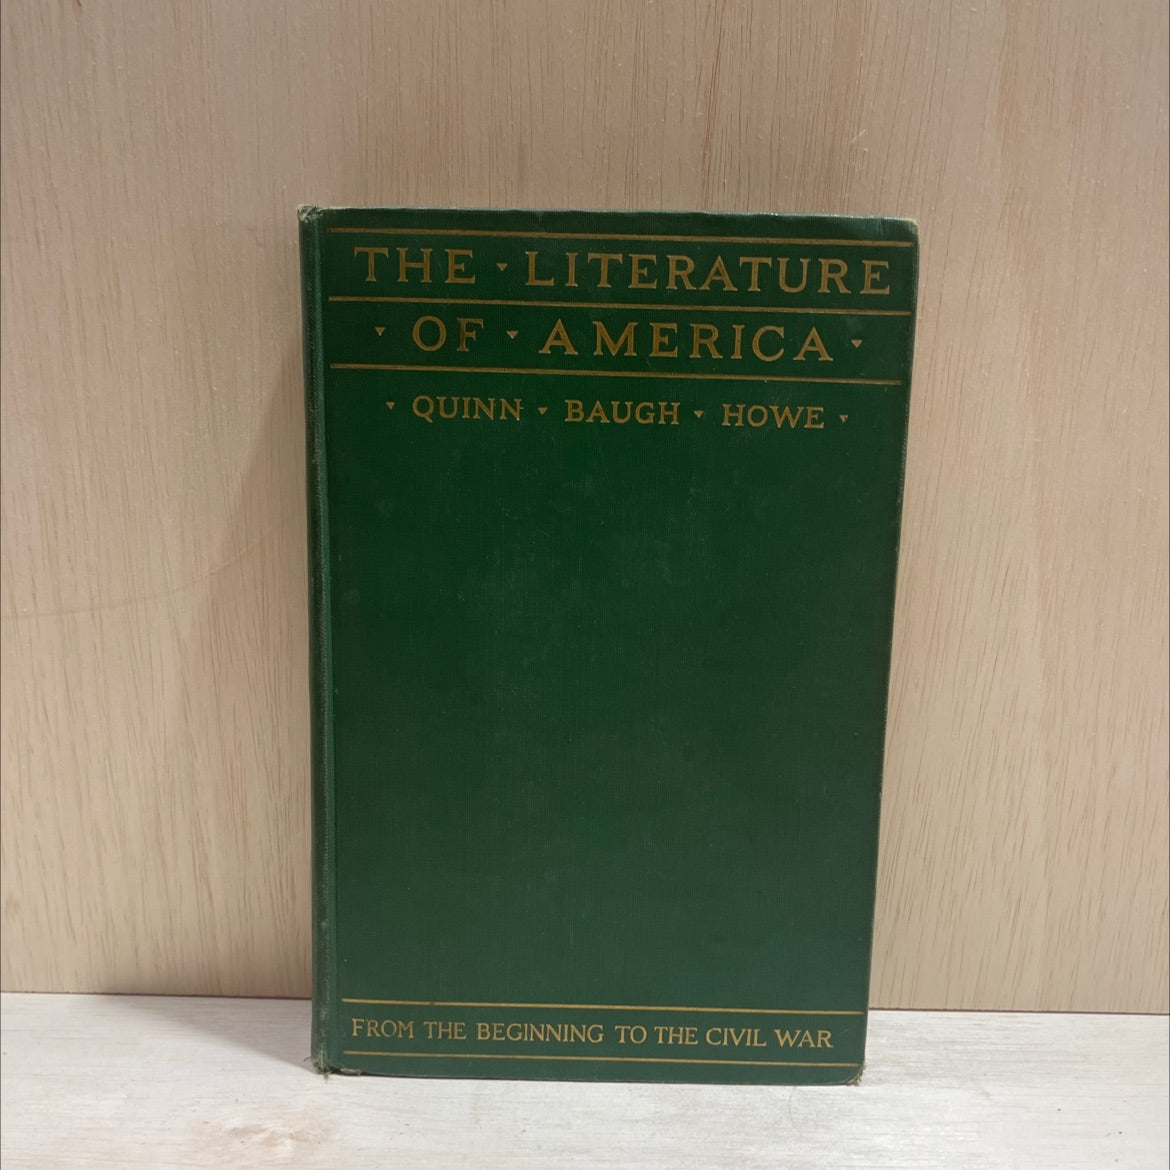 THE ▾ LITERATURE
▾ OF ▾ AMERICA ▾
▾ QUINN ▾ BAUGH ▾ HOWE ▾
FROM THE BEGINNING TO THE CIVIL WAR